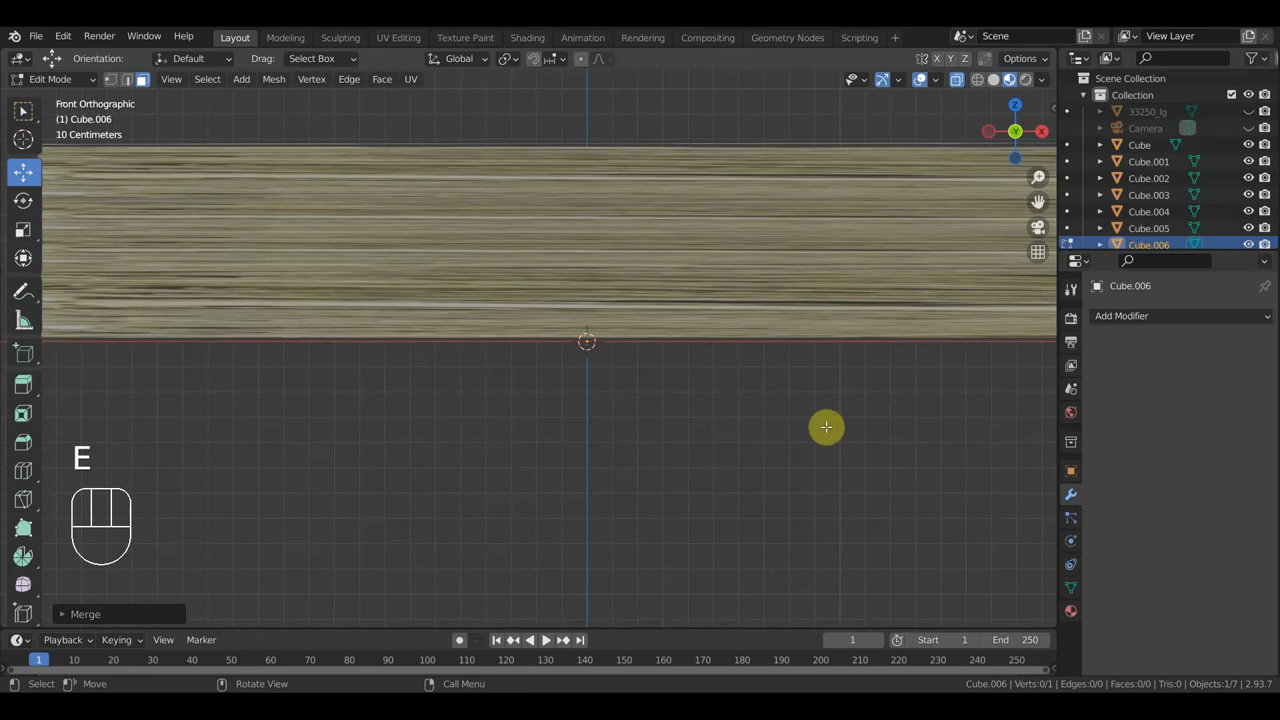 File Edit Render Window Help Layout Modeling Sculpting UV Editing Texture Paint Shading Animation Rendering Compositing Geometry Nodes Scripting + Scene View Layer
Orientation: Default Drag: Select Box Global X Y Z Options
Edit Mode View Select Add Mesh Vertex Edge Face UV
Scene Collection
Collection
33250_lg
Camera
Cube
Cube.001
Cube.002
Cube.003
Cube.004
Cube.005
Cube.006
Front Orthographic
(1) Cube.006
10 Centimeters
Z
X
-Y
Cube.006
Add Modifier
E
Merge
Playback Keying View Marker 1 Start 1 End 250
1 10 20 30 40 50 60 70 80 90 100 110 120 130 140 150 160 170 180 190 200 210 220 230 240 250
Select Move Rotate View Call Menu Cube.006 | Verts:0/1 | Edges:0/0 | Faces:0/0 | Tris:0 | Objects:1/7 | 2.93.7